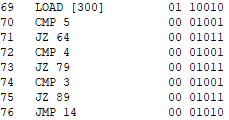 69 LOAD [300] 01 10010
70 CMP 5 00 01001
71 JZ 64 00 01011
72 CMP 4 00 01001
73 JZ 79 00 01011
74 CMP 3 00 01001
75 JZ 89 00 01011
76 JMP 14 00 01010